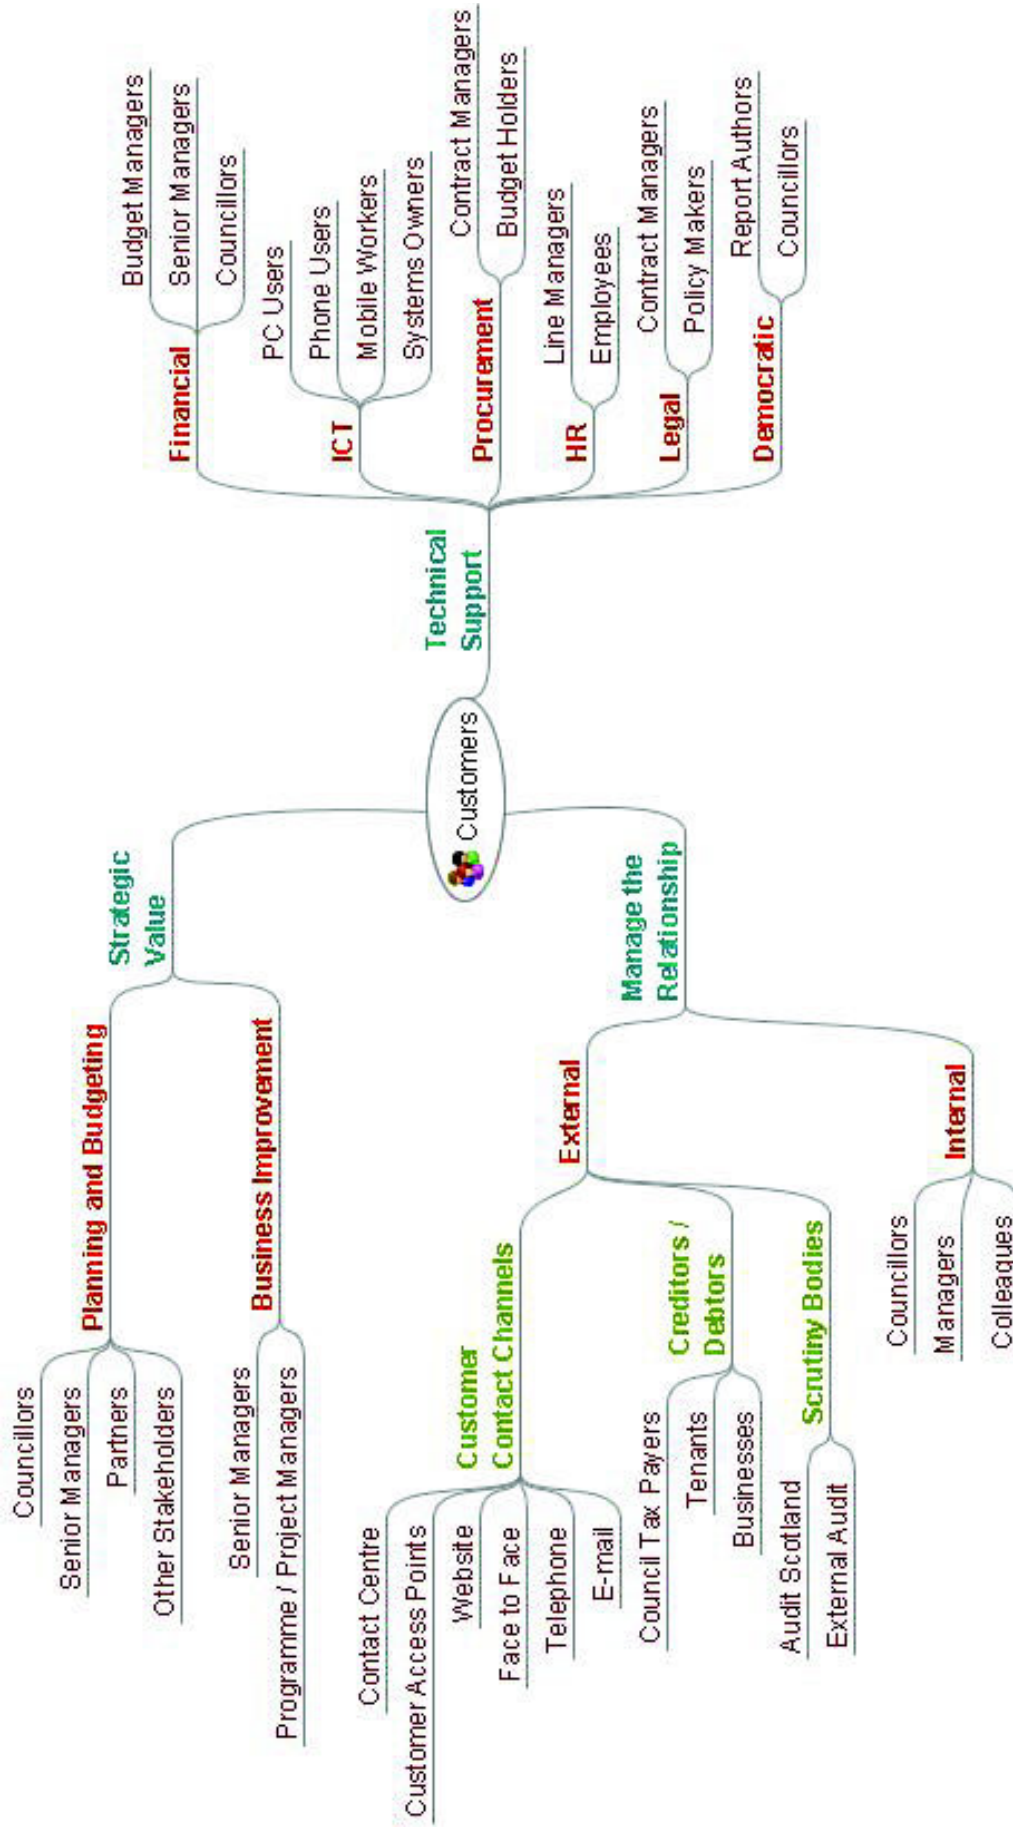 Customers
Strategic
Value
Planning and Budgeting
Councillors
Senior Managers
Partners
Other Stakeholders
Business Improvement
Senior Managers
Programme / Project Managers
Manage the
Relationship
External
Customer
Contact Channels
Contact Centre
Customer Access Points
Website
Face to Face
Telephone
E-mail
Creditors /
Debtors
Council Tax Payers
Tenants
Businesses
Scrutiny Bodies
Audit Scotland
External Audit
Internal
Councillors
Managers
Colleagues
Technical
Support
Financial
Budget Managers
Senior Managers
Councillors
ICT
PC Users
Phone Users
Mobile Workers
Systems Owners
Procurement
Contract Managers
Budget Holders
HR
Line Managers
Employees
Legal
Contract Managers
Policy Makers
Democratic
Report Authors
Councillors